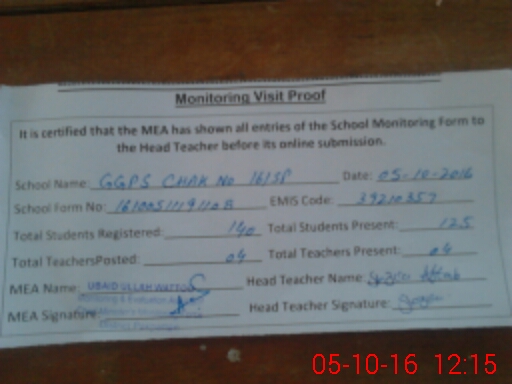 Monitoring Visit Proof
It is certified that the MEA has shown all entries of the School Monitoring Form to
the Head Teacher before its online submission.
School Name: GGPS CHAK No 161SP Date: 05-10-2016
School Form No: EMIS Code: 39210357
Total Students Registered: 140 Total Students Present: 125
Total TeachersPosted: 04 Total Teachers Present: 04
MEA Name: UBAID ULLAH Head Teacher Name:
MEA Signature: Head Teacher Signature:
05-10-16 12:15